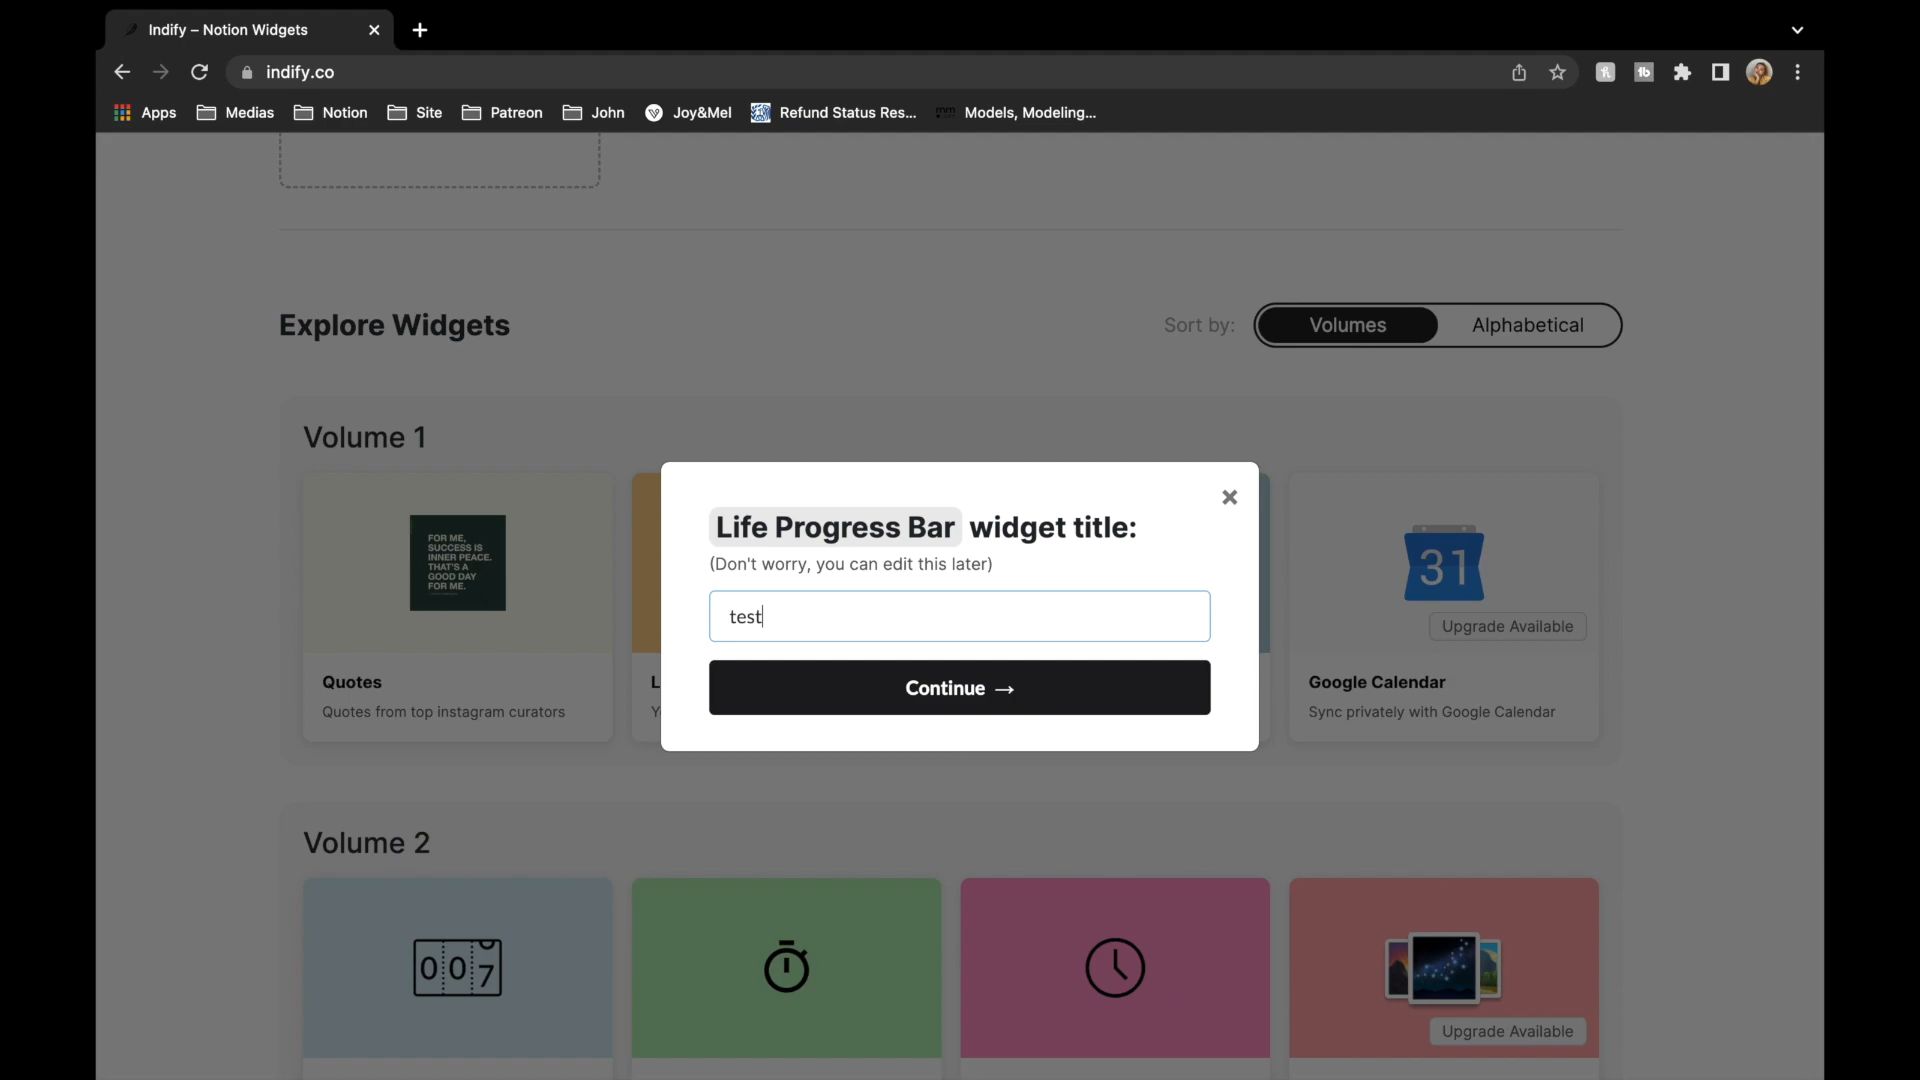 Indify – Notion Widgets
indify.co
Apps Medias Notion Site Patreon John Joy&Mel Refund Status Res... Models, Modeling...
Explore Widgets
Sort by: Volumes Alphabetical
Volume 1
FOR ME,
SUCCESS IS
INNER PEACE.
THAT'S A
GOOD DAY
FOR ME.
Life Progress Bar widget title:
(Don't worry, you can edit this later)
test
Continue →
31
Upgrade Available
Quotes
Quotes from top instagram curators
L
Y
Google Calendar
Sync privately with Google Calendar
Volume 2
007
Upgrade Available